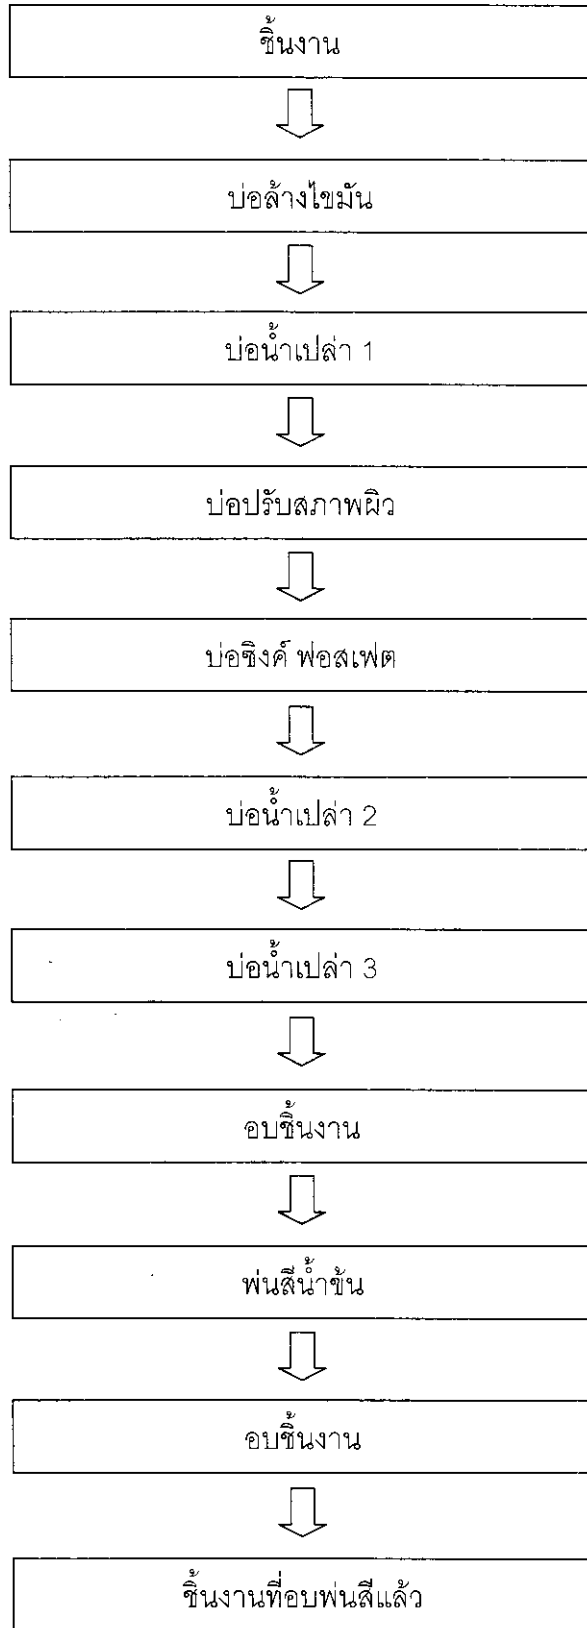 ชิ้นงาน
บ่อล้างไขมัน
บ่อน้ำเปล่า 1
บ่อปรับสภาพผิว
บ่อซิงค์ ฟอสเฟต
บ่อน้ำเปล่า 2
บ่อน้ำเปล่า 3
อบชิ้นงาน
พ่นสีน้ำข้น
อบชิ้นงาน
ชิ้นงานที่อบพ่นสีแล้ว